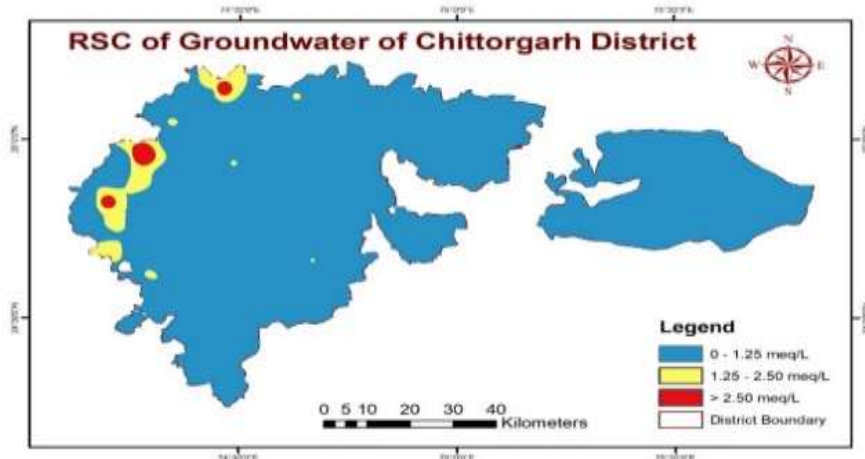 RSC of Groundwater of Chittorgarh District
N
W E
S
Legend
0 - 1.25 meq/L
1.25 - 2.50 meq/L
> 2.50 meq/L
District Boundary
0 5 10 20 30 40
Kilometers